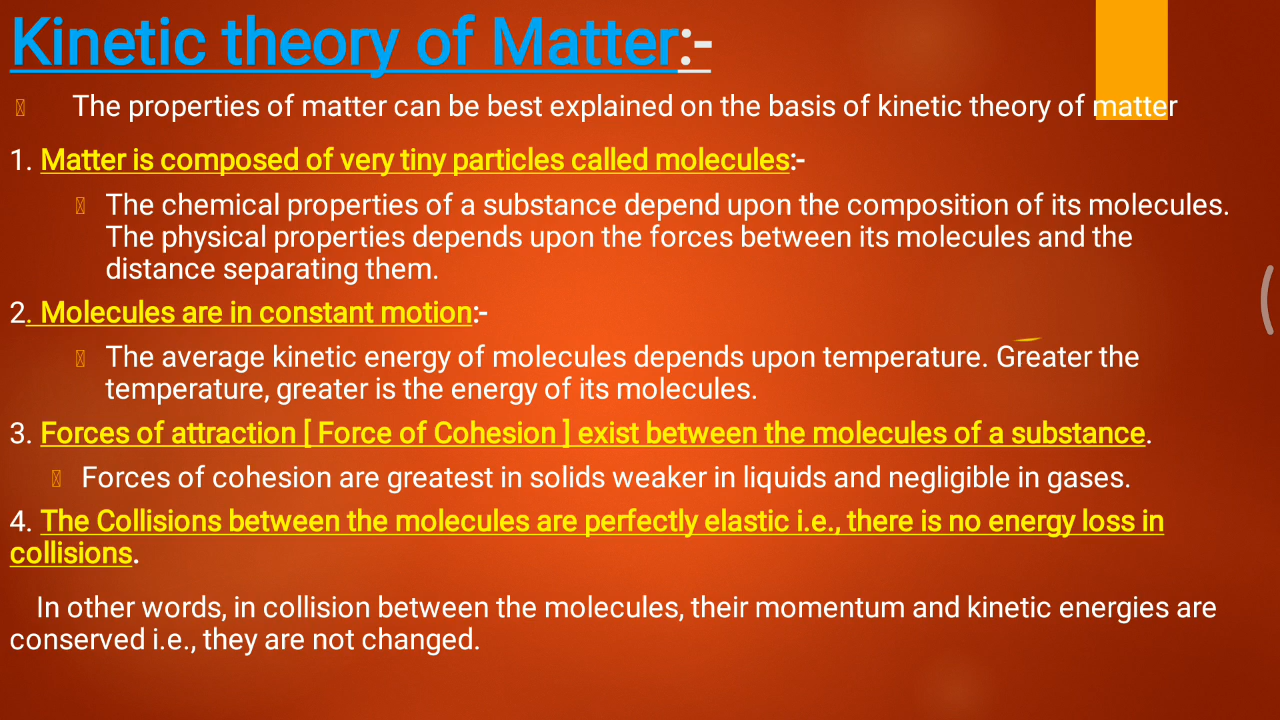 Kinetic theory of Matter:-
The properties of matter can be best explained on the basis of kinetic theory of matter
1. Matter is composed of very tiny particles called molecules:-
The chemical properties of a substance depend upon the composition of its molecules.
The physical properties depends upon the forces between its molecules and the
distance separating them.
2. Molecules are in constant motion:-
The average kinetic energy of molecules depends upon temperature. Greater the
temperature, greater is the energy of its molecules.
3. Forces of attraction [ Force of Cohesion ] exist between the molecules of a substance.
Forces of cohesion are greatest in solids weaker in liquids and negligible in gases.
4. The Collisions between the molecules are perfectly elastic i.e., there is no energy loss in
collisions.
In other words, in collision between the molecules, their momentum and kinetic energies are
conserved i.e., they are not changed.